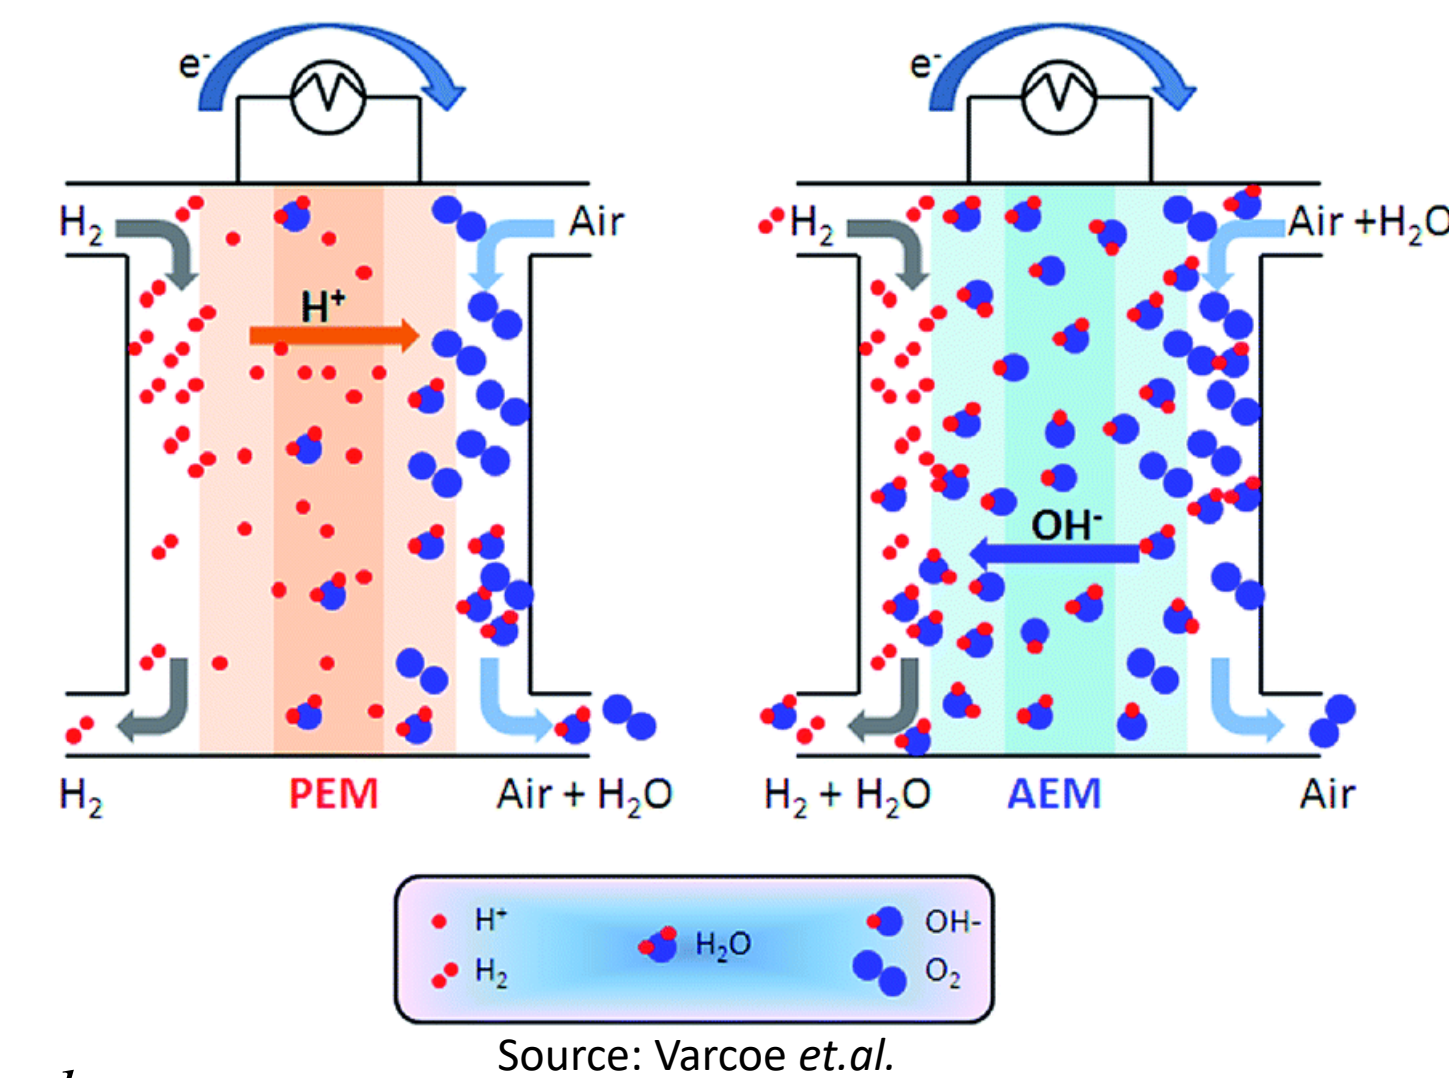 e⁻ e⁻
H₂ Air H₂ Air +H₂O
H⁺
OH⁻
H₂ PEM Air + H₂O H₂ + H₂O AEM Air
H⁺ H₂O OH-
H₂ O₂
Source: Varcoe et.al.